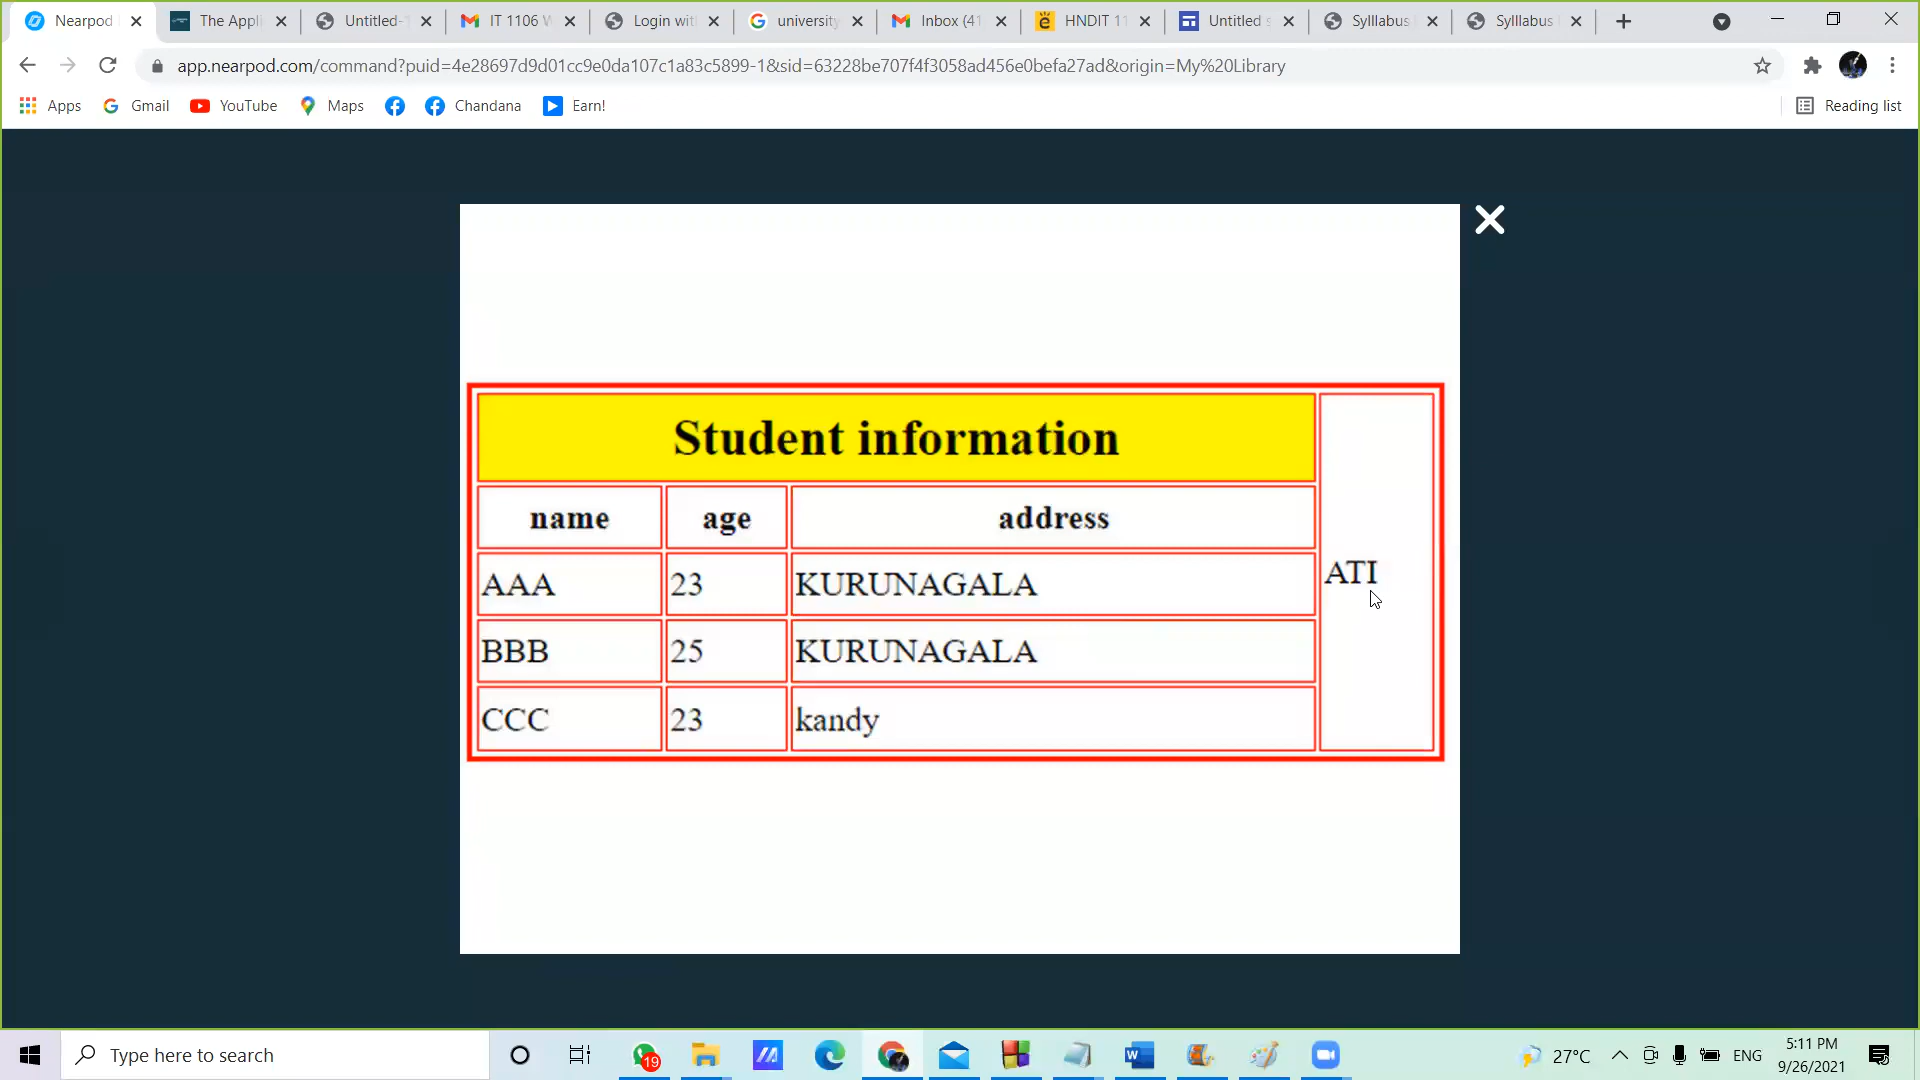 Nearpod
The Appli
Untitled-
IT 1106 W
Login wit
university
Inbox (41
HNDIT 11
Untitled s
Sylllabus
Sylllabus
app.nearpod.com/command?puid=4e28697d9d01cc9e0da107c1a83c5899-1&sid=63228be707f4f3058ad456e0befa27ad&origin=My%20Library
Apps
Gmail
YouTube
Maps
Chandana
Earn!
Reading list
Student information
name age address
AAA 23 KURUNAGALA
ATI
BBB 25 KURUNAGALA
CCC 23 kandy
Type here to search
19
27°C
ENG
5:11 PM
9/26/2021